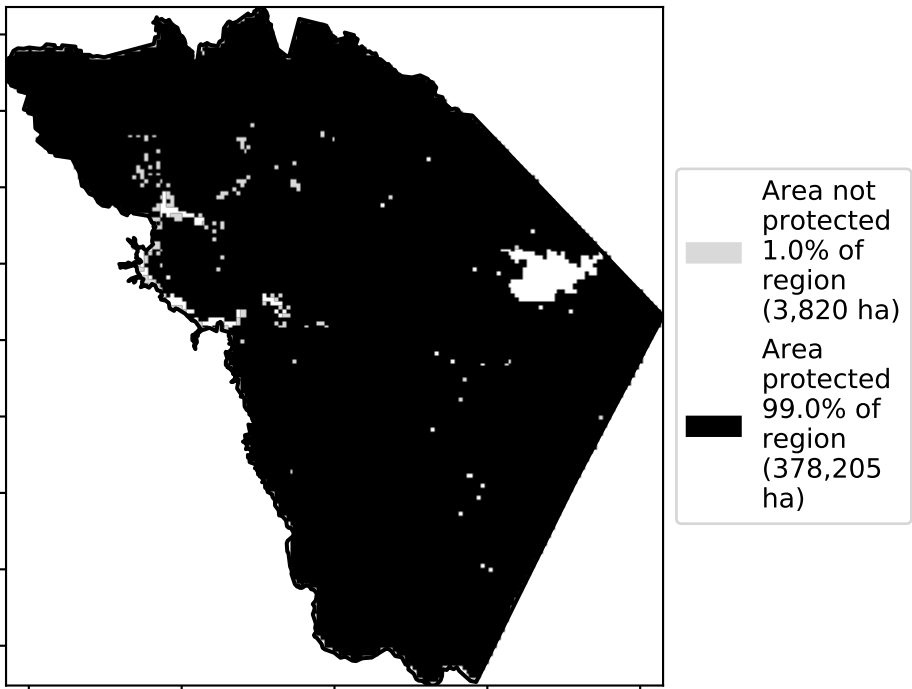 Area not
protected
1.0% of
region
(3,820 ha)
Area
protected
99.0% of
region
(378,205
ha)